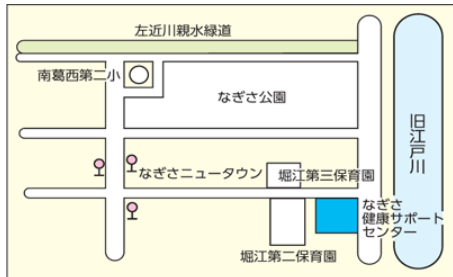 左近川親水緑道
南葛西第二小
なぎさ公園
旧江戸川
なぎさニュータウン
堀江第三保育園
なぎさ
健康サポート
センター
堀江第二保育園